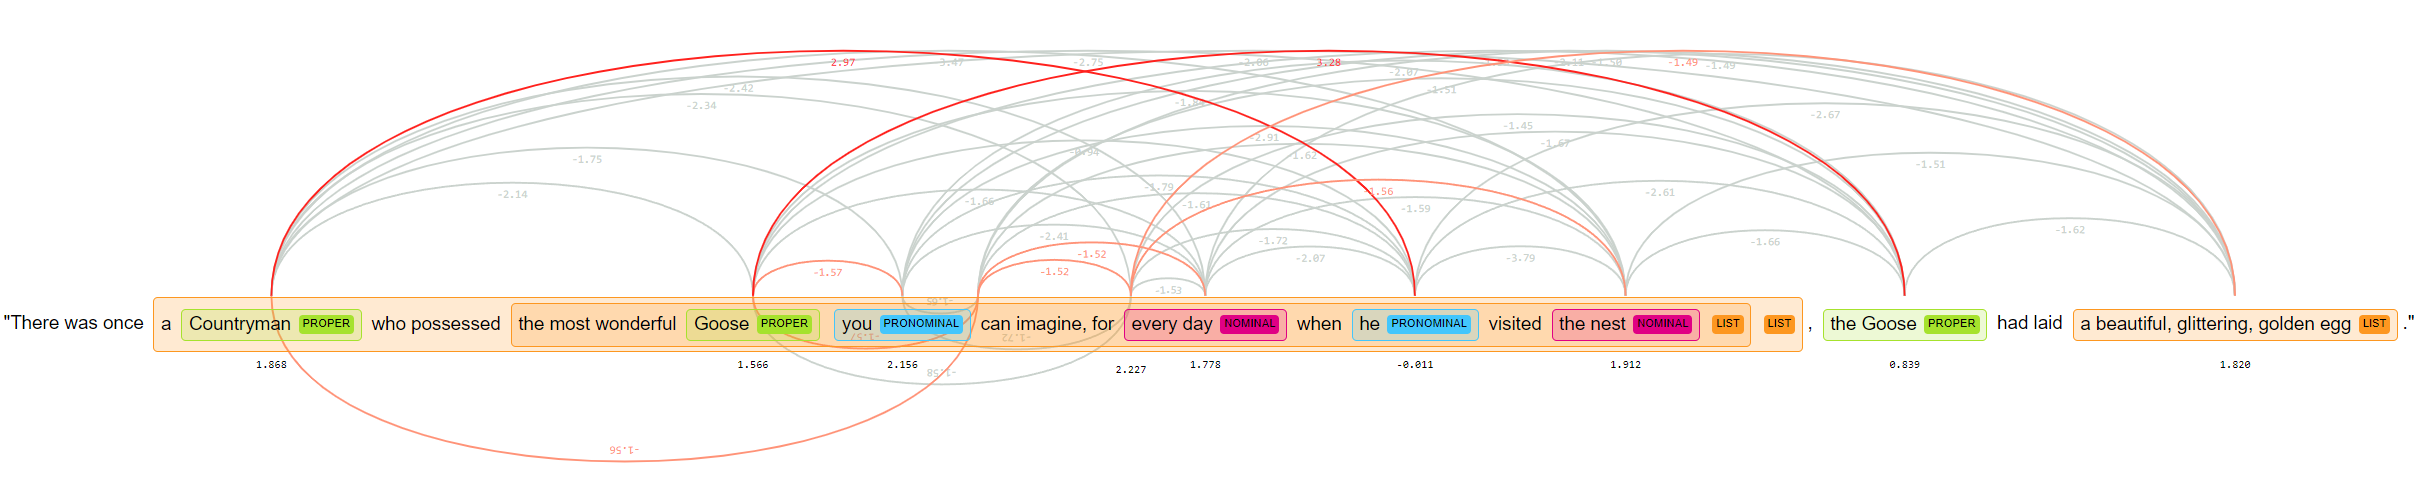 2.97 3.47 -2.75 -2.06 3.28 -2.11 -1.50 -1.49 -1.49
-2.07
-2.42 -1.51
-2.34
-2.67
-1.45
-2.91
-1.67
-0.94 -1.62
-1.75 -1.51
-2.14 -1.79 -1.56 -2.61
-1.66 -1.61 -1.59
-2.41 -1.72 -1.66 -1.62
-1.57 -1.52 -1.52 -2.07 -3.79
-1.53
"There was once a Countryman PROPER who possessed the most wonderful Goose PROPER you PRONOMINAL can imagine, for every day NOMINAL when he PRONOMINAL visited the nest NOMINAL LIST LIST , the Goose PROPER had laid a beautiful, glittering, golden egg LIST ."
-1.72
1.868 1.566 2.156 2.227 1.778 -0.011 1.912 0.839 1.820
-1.58
-1.56